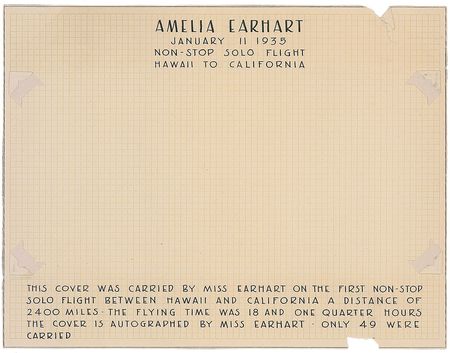 AMELIA EARHART
JANUARY 11 1935
NON-STOP SOLO FLIGHT
HAWAII TO CALIFORNIA
THIS COVER WAS CARRIED BY MISS EARHART ON THE FIRST NON-STOP
SOLO FLIGHT BETWEEN HAWAII AND CALIFORNIA A DISTANCE OF
2400 MILES · THE FLYING TIME WAS 18 AND ONE QUARTER HOURS
THE COVER IS AUTOGRAPHED BY MISS EARHART · ONLY 49 WERE
CARRIED